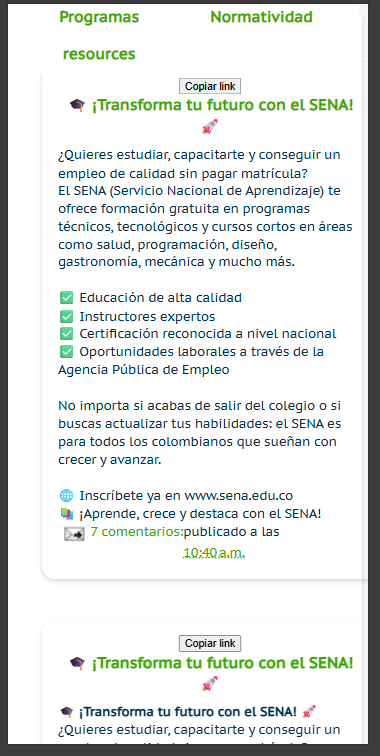 Programas Normatividad
resources
Copiar link
🎓 ¡Transforma tu futuro con el SENA!
🚀
¿Quieres estudiar, capacitarte y conseguir un
empleo de calidad sin pagar matrícula?
El SENA (Servicio Nacional de Aprendizaje) te
ofrece formación gratuita en programas
técnicos, tecnológicos y cursos cortos en áreas
como salud, programación, diseño,
gastronomía, mecánica y mucho más.
✅ Educación de alta calidad
✅ Instructores expertos
✅ Certificación reconocida a nivel nacional
✅ Oportunidades laborales a través de la
Agencia Pública de Empleo
No importa si acabas de salir del colegio o si
buscas actualizar tus habilidades: el SENA es
para todos los colombianos que sueñan con
crecer y avanzar.
🌐 Inscríbete ya en www.sena.edu.co
📚 ¡Aprende, crece y destaca con el SENA!
7 comentarios:publicado a las
10:40 a.m.
Copiar link
🎓 ¡Transforma tu futuro con el SENA!
🚀
🎓 ¡Transforma tu futuro con el SENA! 🚀
¿Quieres estudiar, capacitarte y conseguir un